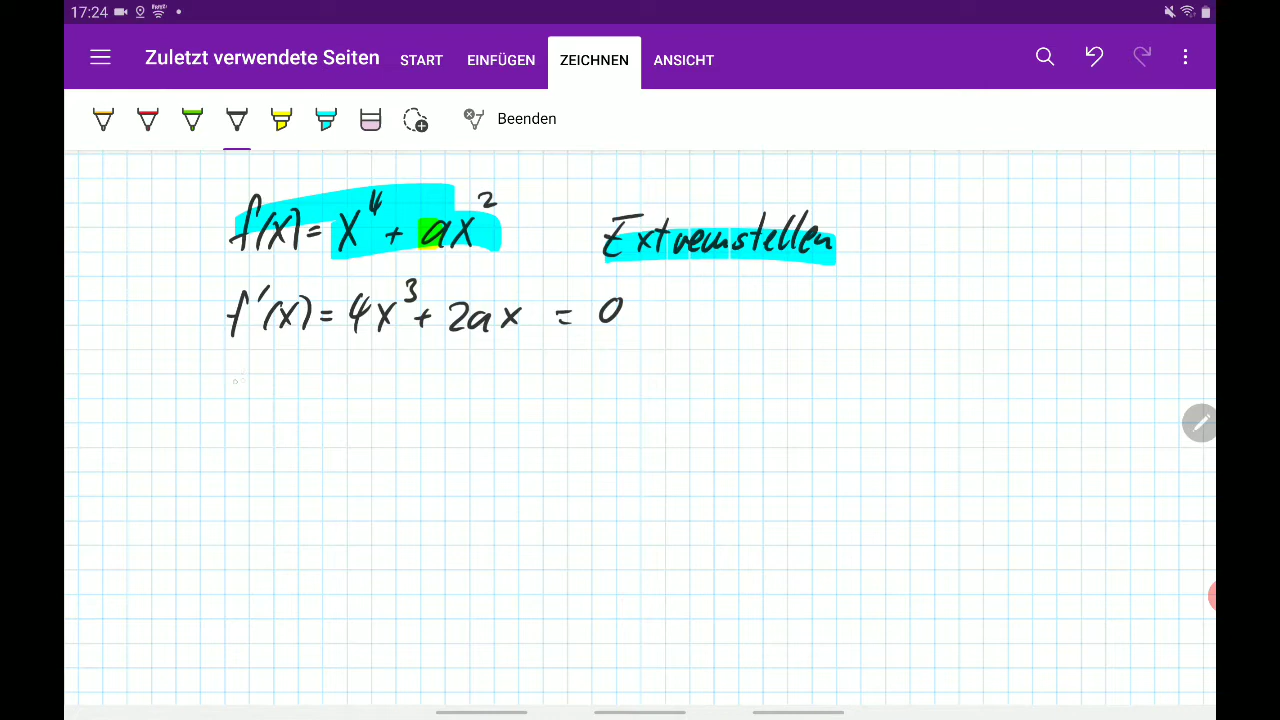 17:24
Zuletzt verwendete Seiten START EINFÜGEN ZEICHNEN ANSICHT
Beenden
f(x) = x⁴ + ax² Extremstellen
f'(x) = 4x³ + 2ax = 0